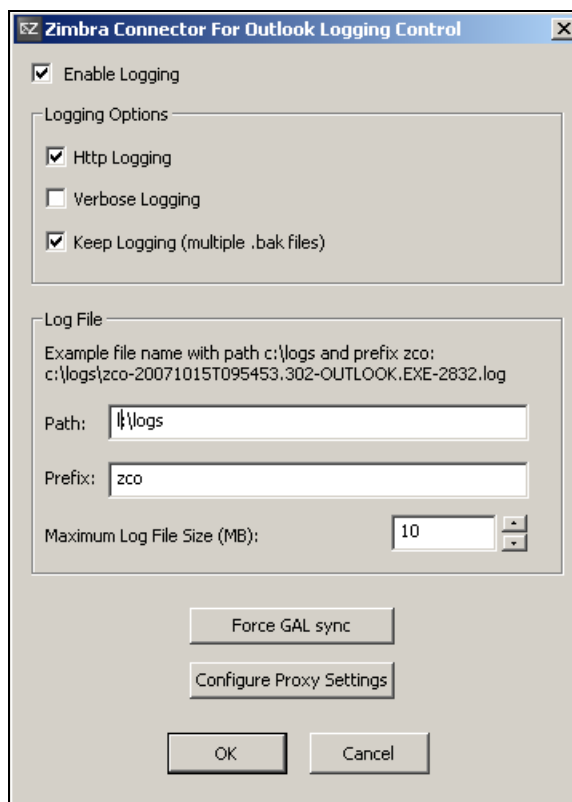 Zimbra Connector For Outlook Logging Control
Enable Logging
Logging Options
Http Logging
Verbose Logging
Keep Logging (multiple .bak files)
Log File
Example file name with path c:\logs and prefix zco:
c:\logs\zco-20071015T095453.302-OUTLOOK.EXE-2832.log
Path: l:\logs
Prefix: zco
Maximum Log File Size (MB): 10
Force GAL sync
Configure Proxy Settings
OK Cancel